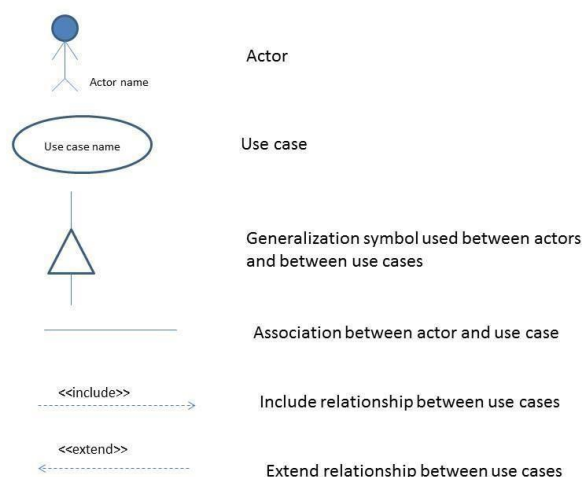 Actor
Actor name
Use case name
Use case
Generalization symbol used between actors
and between use cases
Association between actor and use case
<<include>>
Include relationship between use cases
<<extend>>
Extend relationship between use cases